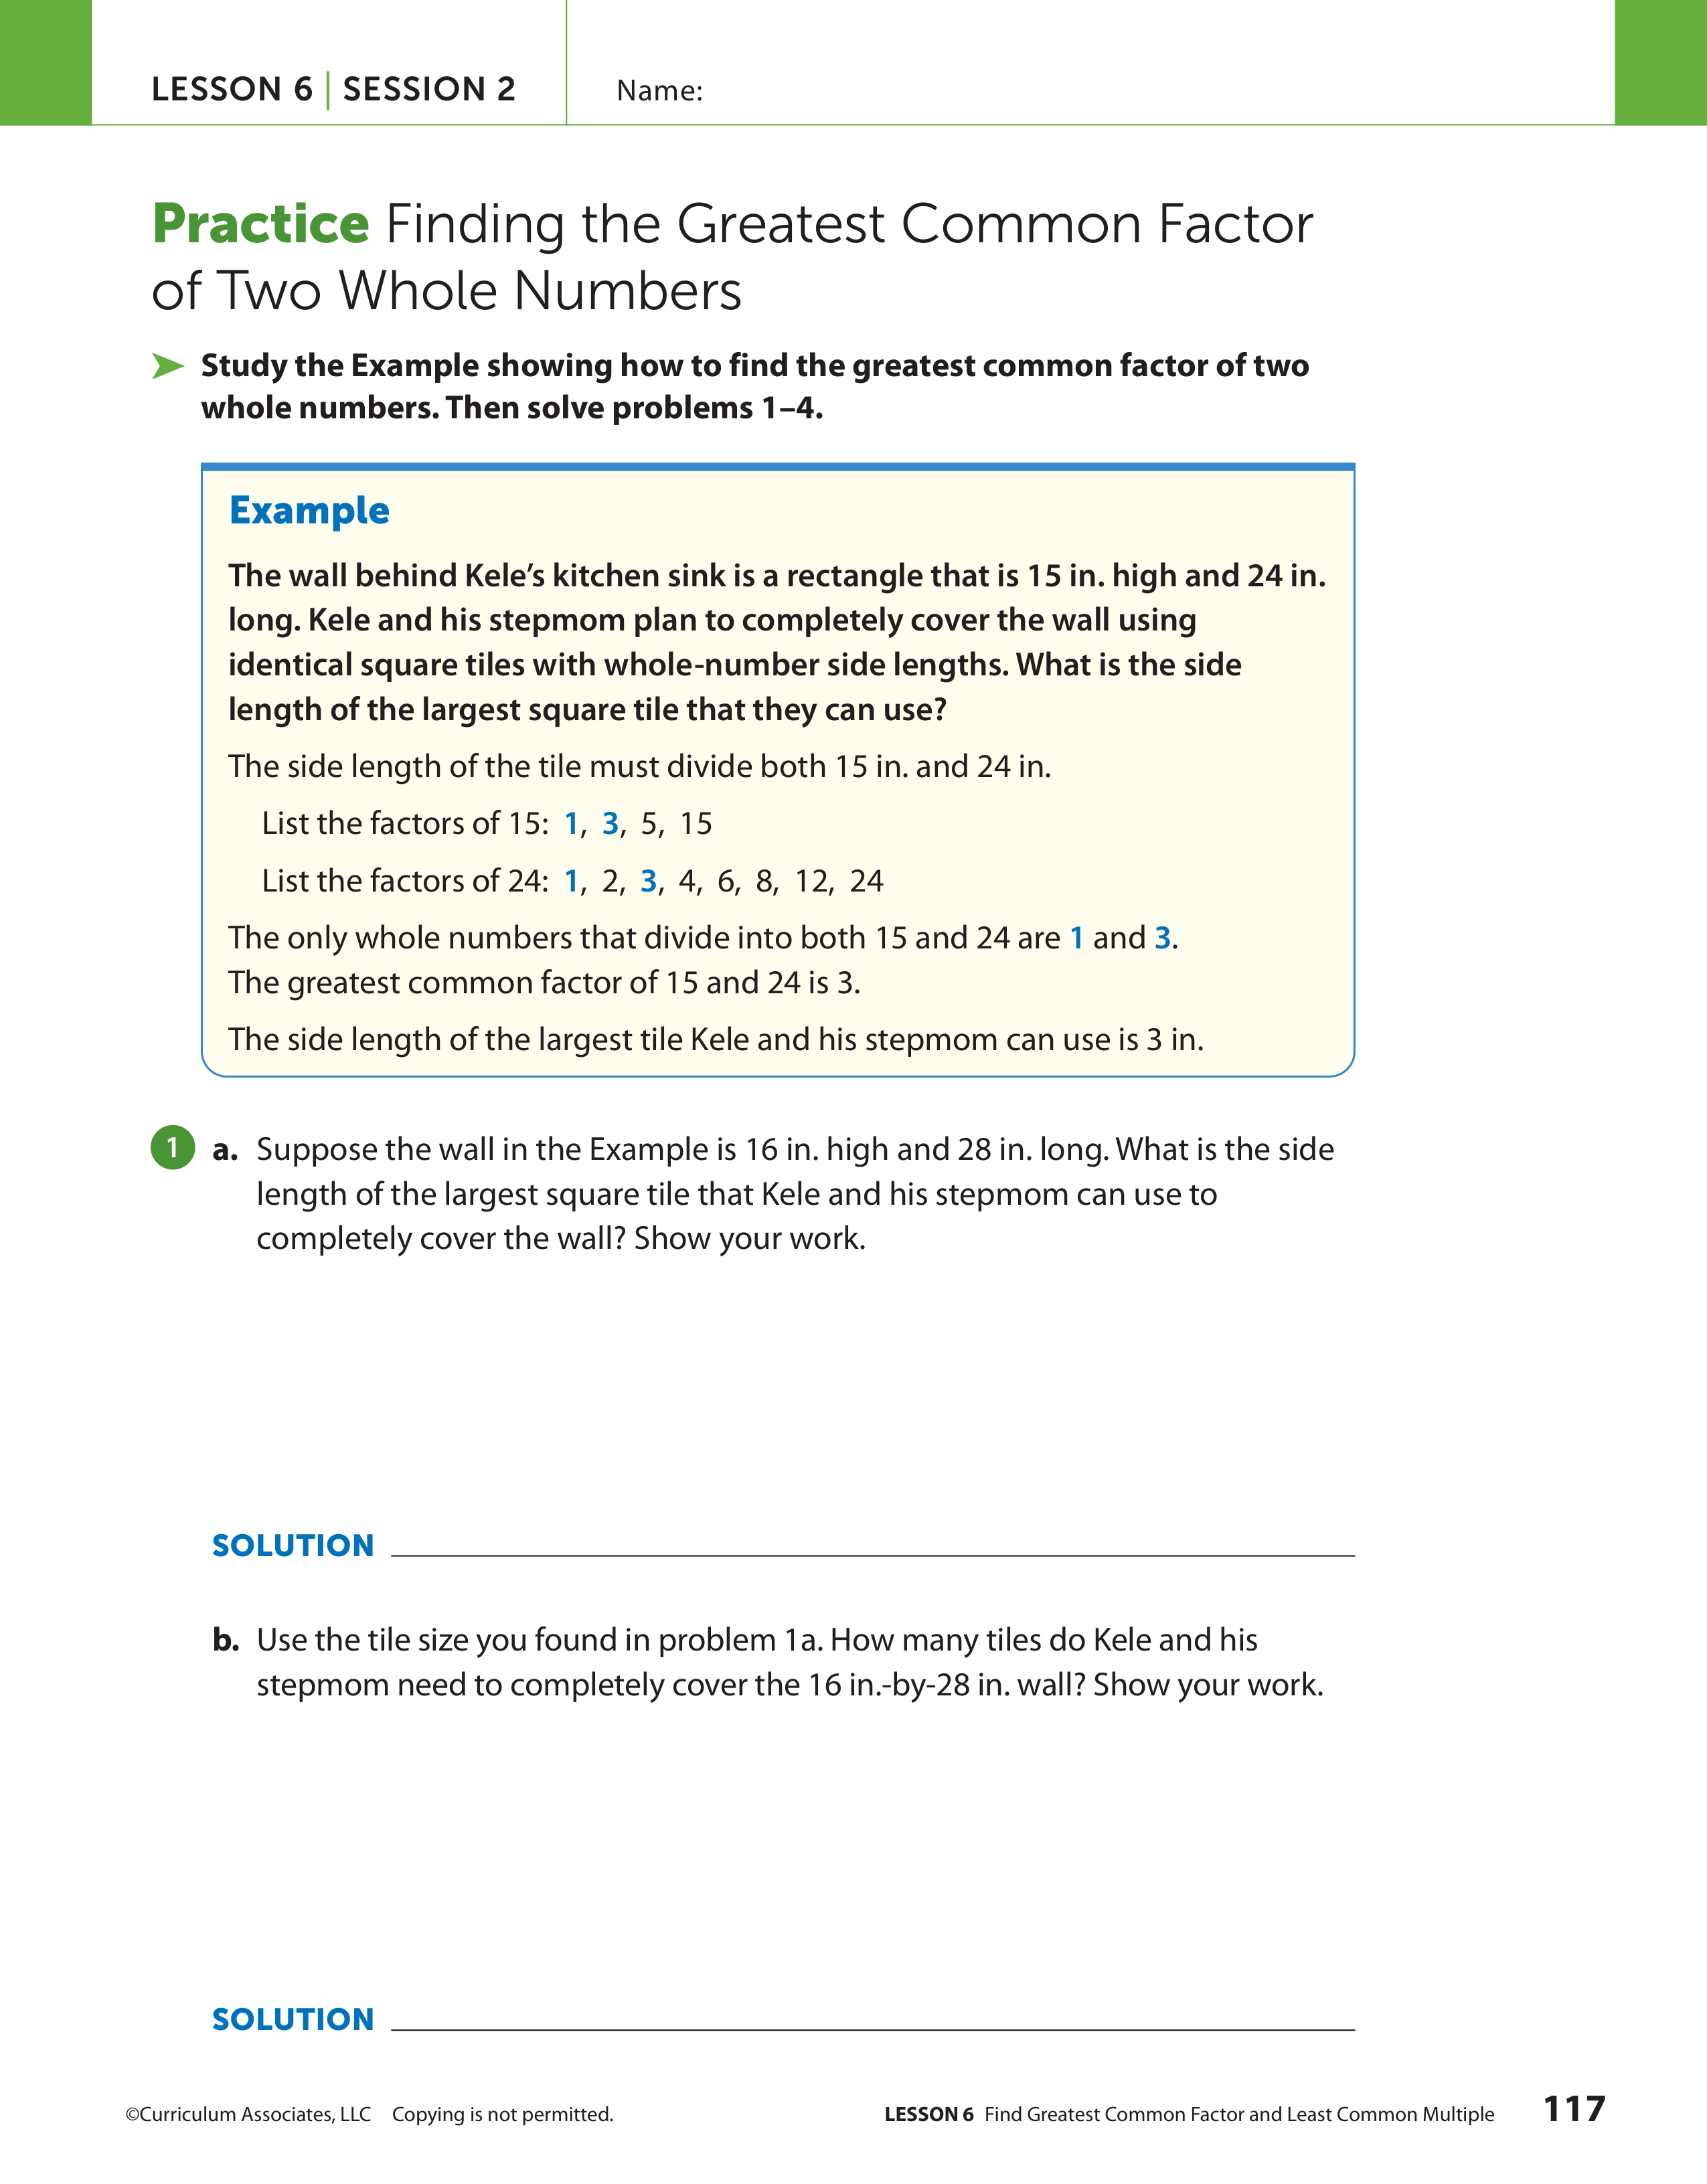 LESSON 6 | SESSION 2
Name:
Practice Finding the Greatest Common Factor
of Two Whole Numbers
➤ Study the Example showing how to find the greatest common factor of two
whole numbers. Then solve problems 1–4.
Example
The wall behind Kele’s kitchen sink is a rectangle that is 15 in. high and 24 in.
long. Kele and his stepmom plan to completely cover the wall using
identical square tiles with whole-number side lengths. What is the side
length of the largest square tile that they can use?
The side length of the tile must divide both 15 in. and 24 in.
List the factors of 15: 1, 3, 5, 15
List the factors of 24: 1, 2, 3, 4, 6, 8, 12, 24
The only whole numbers that divide into both 15 and 24 are 1 and 3.
The greatest common factor of 15 and 24 is 3.
The side length of the largest tile Kele and his stepmom can use is 3 in.
1 a. Suppose the wall in the Example is 16 in. high and 28 in. long. What is the side
length of the largest square tile that Kele and his stepmom can use to
completely cover the wall? Show your work.
SOLUTION
b. Use the tile size you found in problem 1a. How many tiles do Kele and his
stepmom need to completely cover the 16 in.-by-28 in. wall? Show your work.
SOLUTION
©Curriculum Associates, LLC Copying is not permitted.
LESSON 6 Find Greatest Common Factor and Least Common Multiple 117